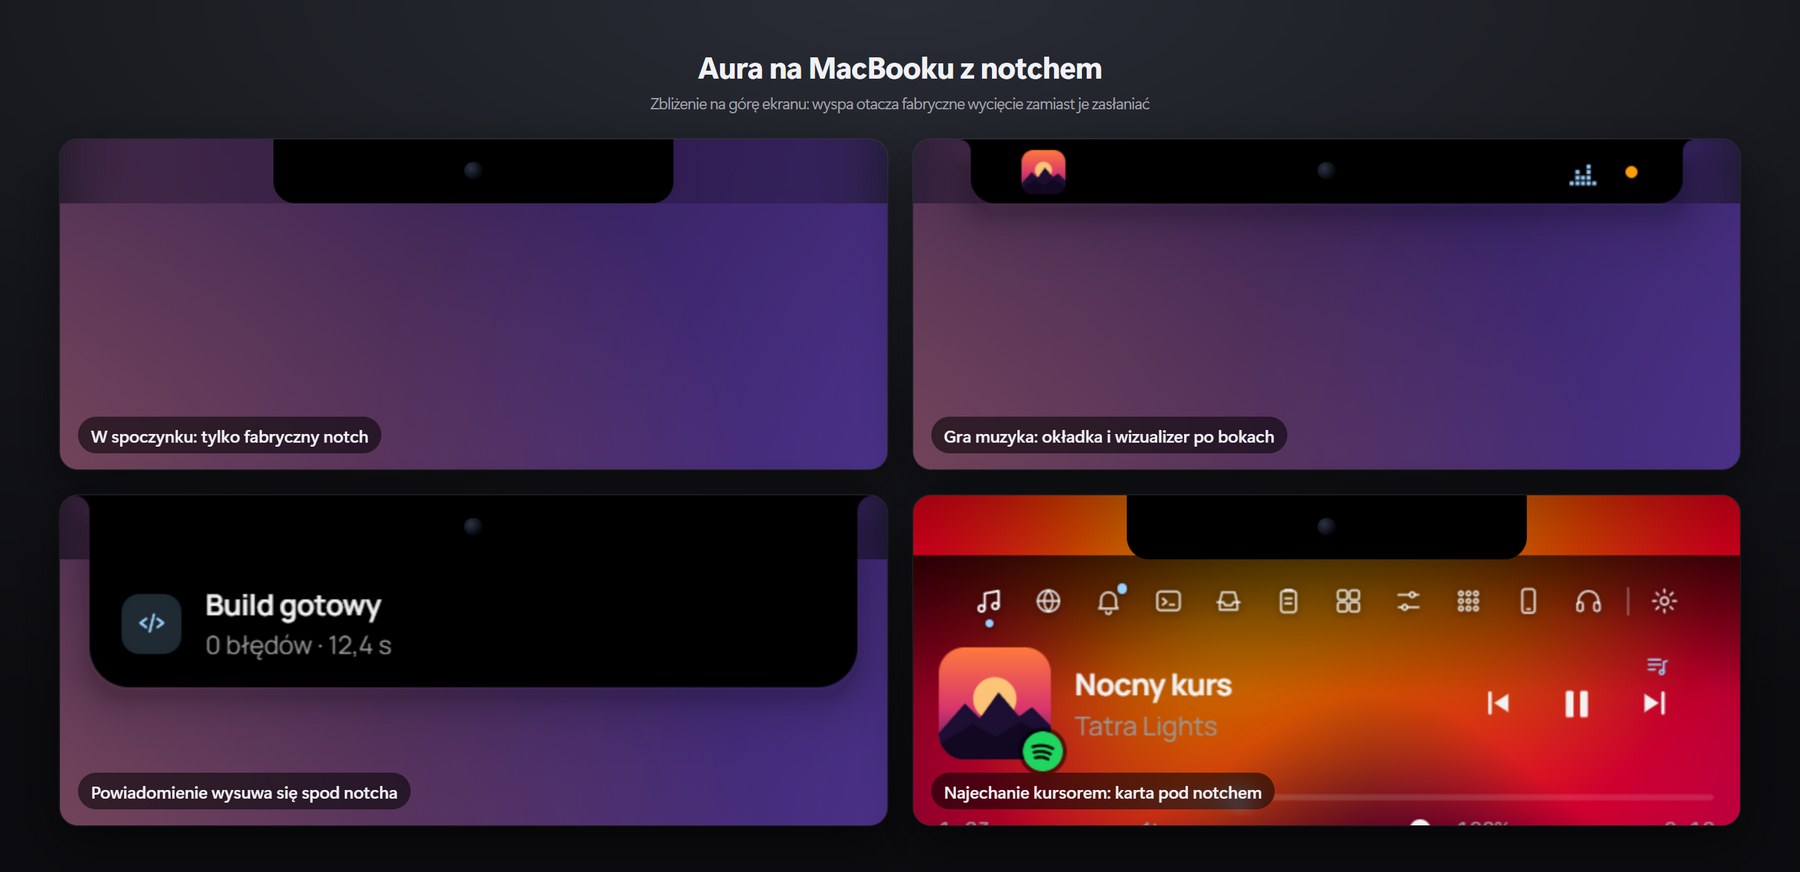 Aura na MacBooku z notchem
Zbliżenie na górę ekranu: wyspa otacza fabryczne wycięcie zamiast je zasłaniać
W spoczynku: tylko fabryczny notch
Gra muzyka: okładka i wizualizer po bokach
Build gotowy
0 błędów · 12,4 s
Powiadomienie wysuwa się spod notcha
Nocny kurs
Tatra Lights
Najechanie kursorem: karta pod notchem